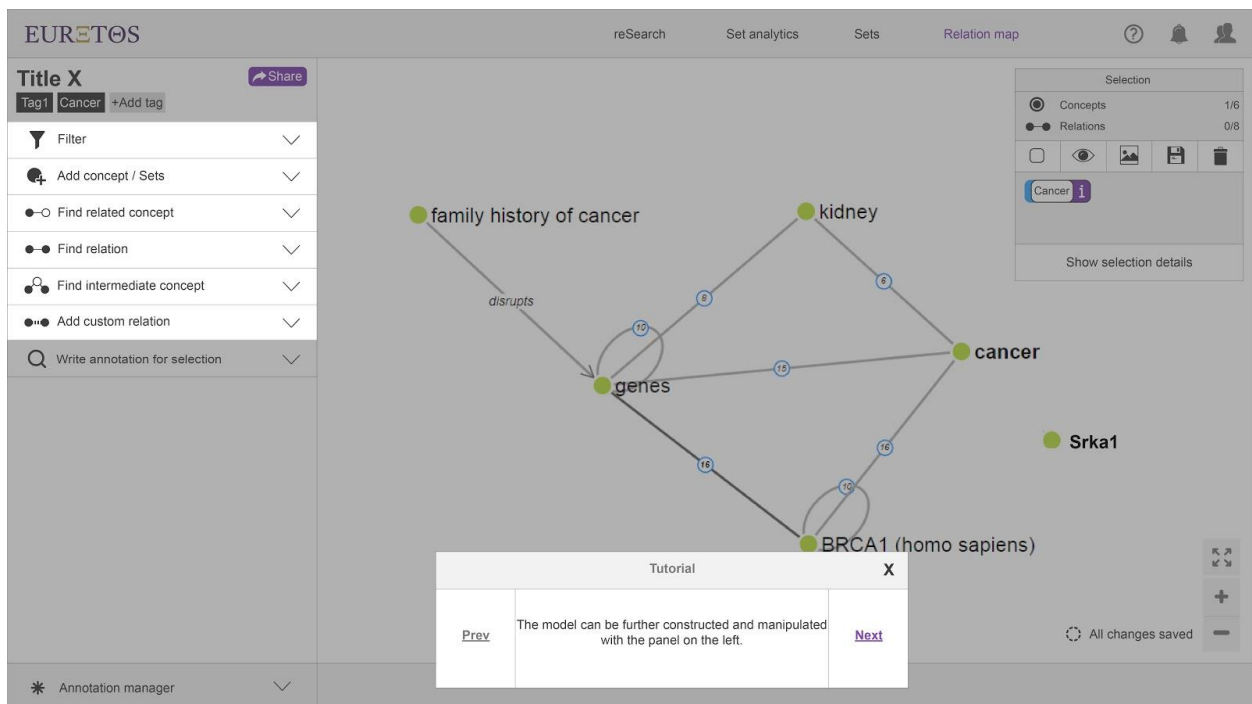 EURΞTΘS
reSearch
Set analytics
Sets
Relation map
?
Title X
Share
Tag1
Cancer
+Add tag
Filter
Add concept / Sets
Find related concept
Find relation
Find intermediate concept
Add custom relation
Write annotation for selection
Selection
Concepts 1/6
Relations 0/8
Cancer i
Show selection details
family history of cancer
kidney
disrupts
8
6
10
genes
15
cancer
Srka1
16
16
10
BRCA1 (homo sapiens)
Tutorial X
Prev
The model can be further constructed and manipulated
with the panel on the left.
Next
All changes saved
Annotation manager